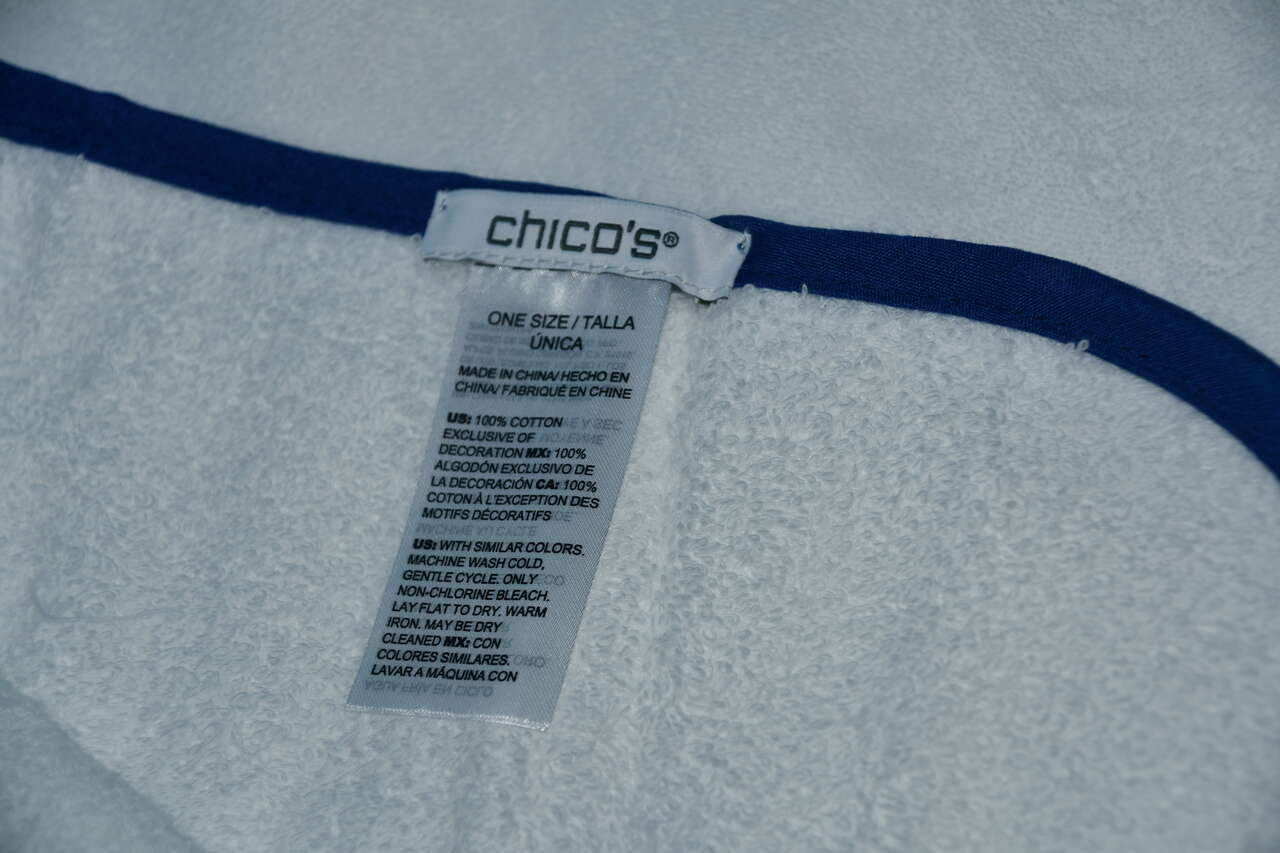 chico's®
ONE SIZE / TALLA
ÚNICA
MADE IN CHINA/ HECHO EN
CHINA/ FABRIQUÉ EN CHINE
US: 100% COTTON
EXCLUSIVE OF
DECORATION MX: 100%
ALGODÓN EXCLUSIVO DE
LA DECORACIÓN CA: 100%
COTON À L'EXCEPTION DES
MOTIFS DÉCORATIFS
US: WITH SIMILAR COLORS.
MACHINE WASH COLD,
GENTLE CYCLE. ONLY
NON-CHLORINE BLEACH.
LAY FLAT TO DRY. WARM
IRON. MAY BE DRY
CLEANED MX: CON
COLORES SIMILARES.
LAVAR A MÁQUINA CON